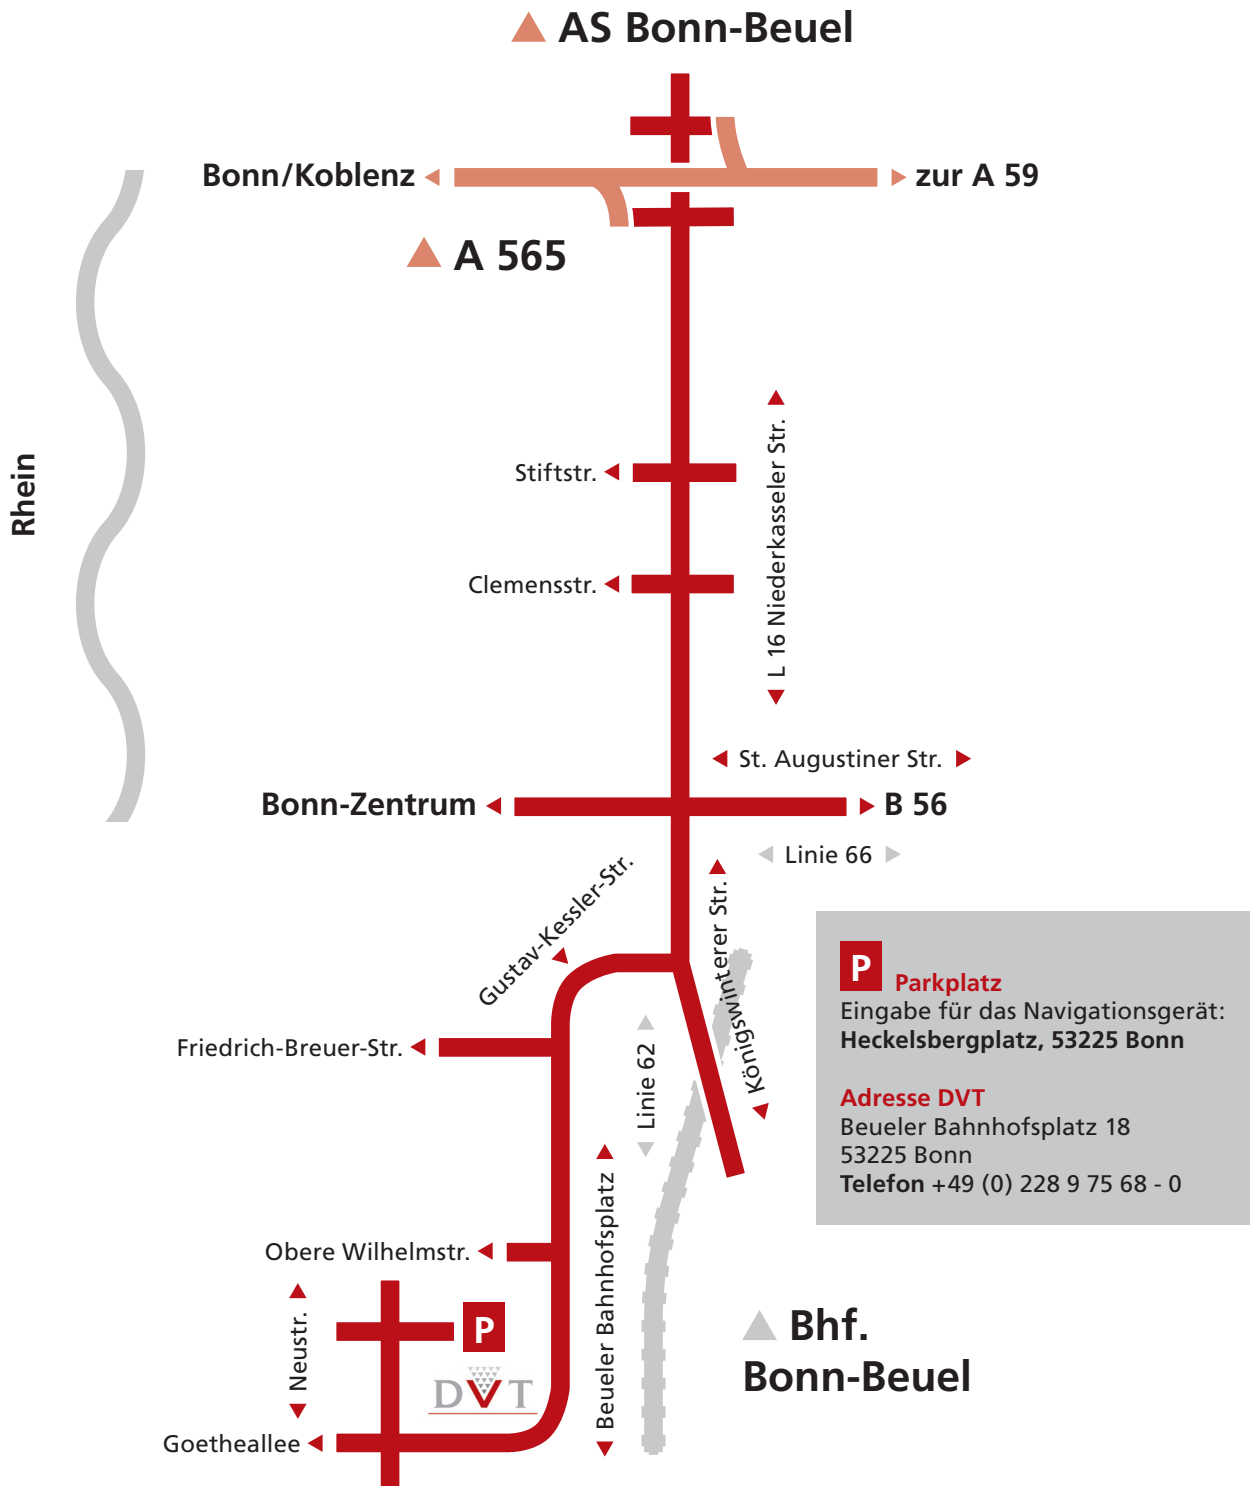 AS Bonn-Beuel
Bonn/Koblenz
zur A 59
A 565
Rhein
L 16 Niederkasseler Str.
Stiftstr.
Clemensstr.
St. Augustiner Str.
Bonn-Zentrum
B 56
Linie 66
Gustav-Kessler-Str.
Königswinterer Str.
P Parkplatz
Eingabe für das Navigationsgerät:
Heckelsbergplatz, 53225 Bonn
Adresse DVT
Beueler Bahnhofsplatz 18
53225 Bonn
Telefon +49 (0) 228 9 75 68 - 0
Friedrich-Breuer-Str.
Linie 62
Beueler Bahnhofsplatz
Obere Wilhelmstr.
Neustr.
P
DVT
Bhf.
Bonn-Beuel
Goetheallee